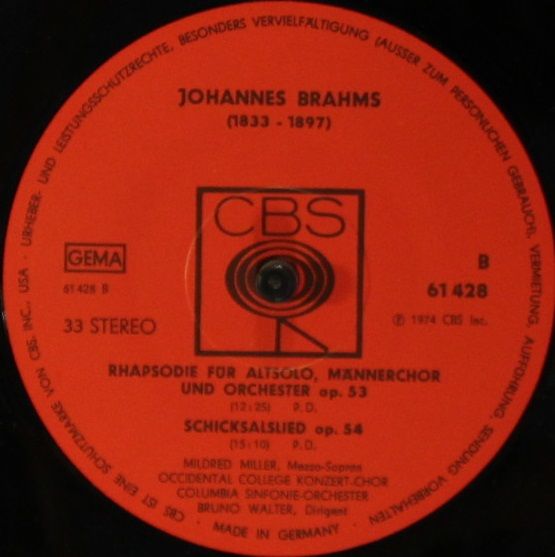 URHEBER- UND LEISTUNGSSCHUTZRECHTE, BESONDERS VERVIELFÄLTIGUNG (AUSSER ZUM PERSÖNLICHEN GEBRAUCH), VERMIETUNG, AUFFÜHRUNG, SENDUNG VORBEHALTEN
JOHANNES BRAHMS
(1833 - 1897)
CBS
GEMA
61 428 B
33 STEREO
B
61 428
℗ 1974 CBS Inc.
RHAPSODIE FÜR ALTSOLO, MÄNNERCHOR
UND ORCHESTER op. 53
(12:25) P.D.
SCHICKSALSLIED op. 54
(15:10) P.D.
MILDRED MILLER, Mezzo-Sopran
OCCIDENTAL COLLEGE KONZERT-CHOR
COLUMBIA SINFONIE-ORCHESTER
BRUNO WALTER, Dirigent
CBS IST EINE SCHUTZMARKE VON CBS, INC., USA ·
· MADE IN GERMANY ·